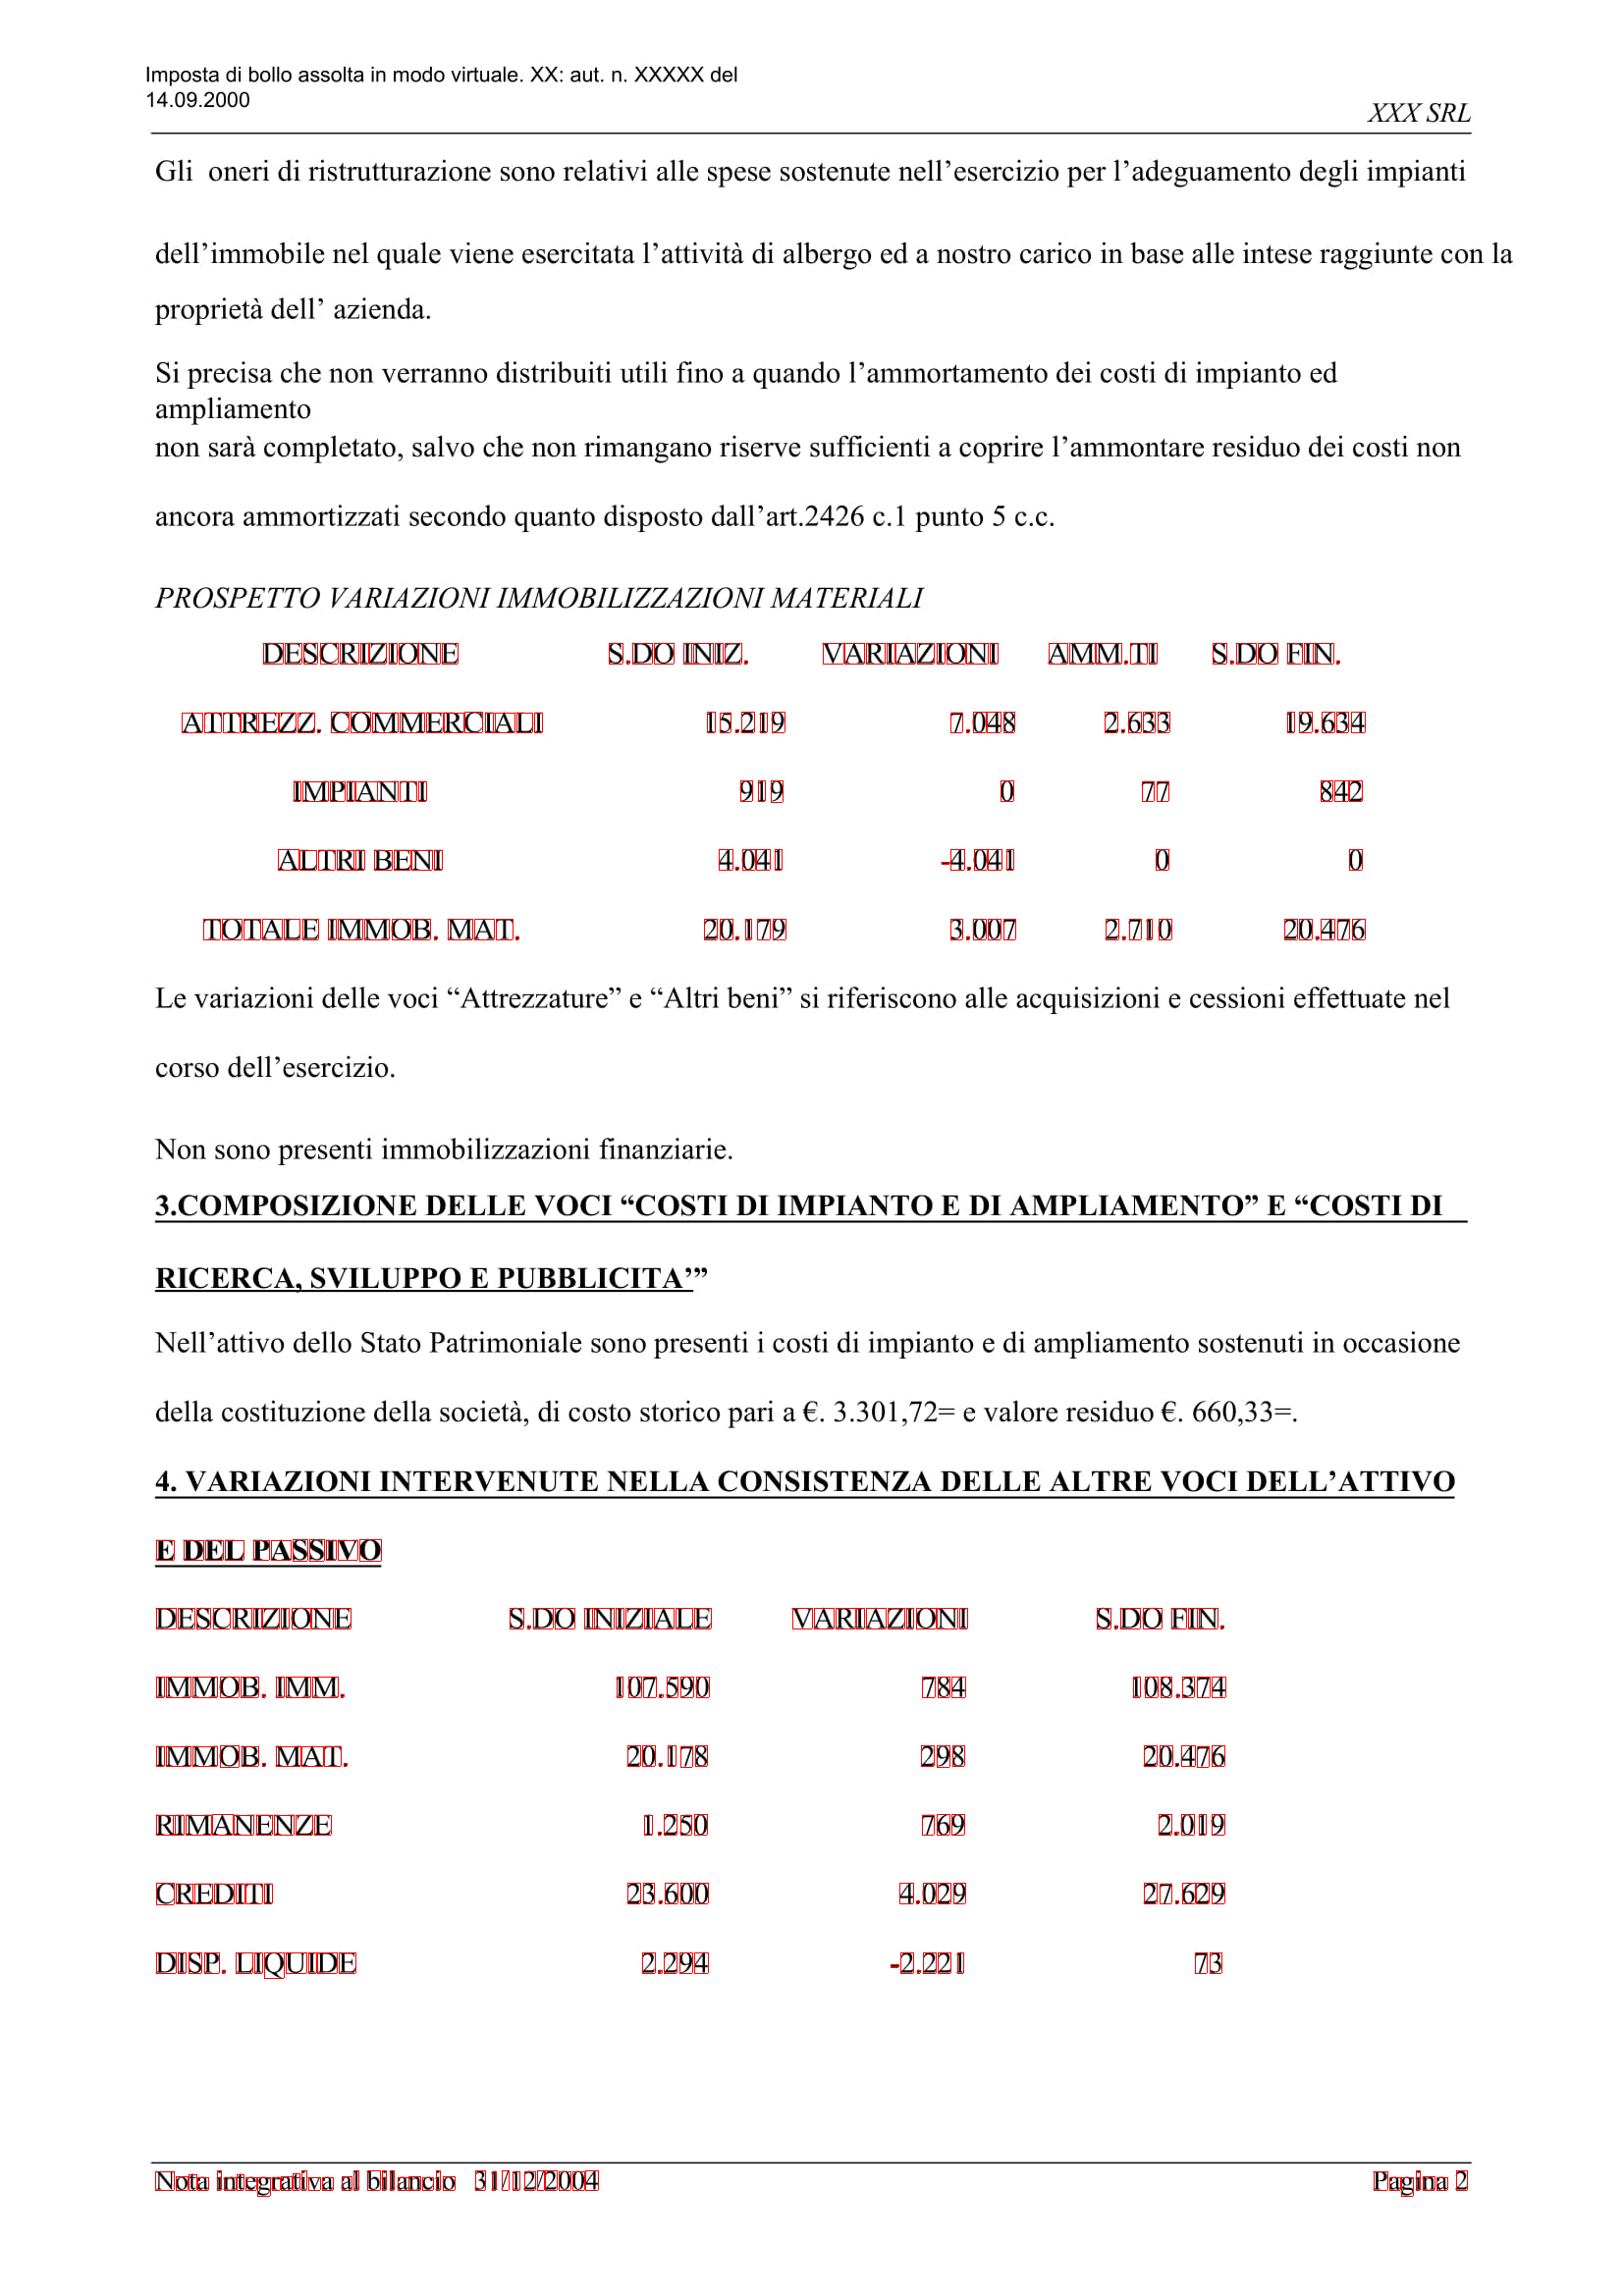 Imposta di bollo assolta in modo virtuale. XX: aut. n. XXXXX del
14.09.2000
XXX SRL
Gli oneri di ristrutturazione sono relativi alle spese sostenute nell’esercizio per l’adeguamento degli impianti
dell’immobile nel quale viene esercitata l’attività di albergo ed a nostro carico in base alle intese raggiunte con la
proprietà dell’ azienda.
Si precisa che non verranno distribuiti utili fino a quando l’ammortamento dei costi di impianto ed
ampliamento
non sarà completato, salvo che non rimangano riserve sufficienti a coprire l’ammontare residuo dei costi non
ancora ammortizzati secondo quanto disposto dall’art.2426 c.1 punto 5 c.c.
PROSPETTO VARIAZIONI IMMOBILIZZAZIONI MATERIALI
DESCRIZIONE S.DO INIZ. VARIAZIONI AMM.TI S.DO FIN.
ATTREZZ. COMMERCIALI 15.219 7.048 2.633 19.634
IMPIANTI 919 0 77 842
ALTRI BENI 4.041 -4.041 0 0
TOTALE IMMOB. MAT. 20.179 3.007 2.710 20.476
Le variazioni delle voci “Attrezzature” e “Altri beni” si riferiscono alle acquisizioni e cessioni effettuate nel
corso dell’esercizio.
Non sono presenti immobilizzazioni finanziarie.
3.COMPOSIZIONE DELLE VOCI “COSTI DI IMPIANTO E DI AMPLIAMENTO” E “COSTI DI
RICERCA, SVILUPPO E PUBBLICITA’”
Nell’attivo dello Stato Patrimoniale sono presenti i costi di impianto e di ampliamento sostenuti in occasione
della costituzione della società, di costo storico pari a €. 3.301,72= e valore residuo €. 660,33=.
4. VARIAZIONI INTERVENUTE NELLA CONSISTENZA DELLE ALTRE VOCI DELL’ATTIVO
E DEL PASSIVO
DESCRIZIONE S.DO INIZIALE VARIAZIONI S.DO FIN.
IMMOB. IMM. 107.590 784 108.374
IMMOB. MAT. 20.178 298 20.476
RIMANENZE 1.250 769 2.019
CREDITI 23.600 4.029 27.629
DISP. LIQUIDE 2.294 -2.221 73
Nota integrativa al bilancio 31/12/2004 Pagina 2